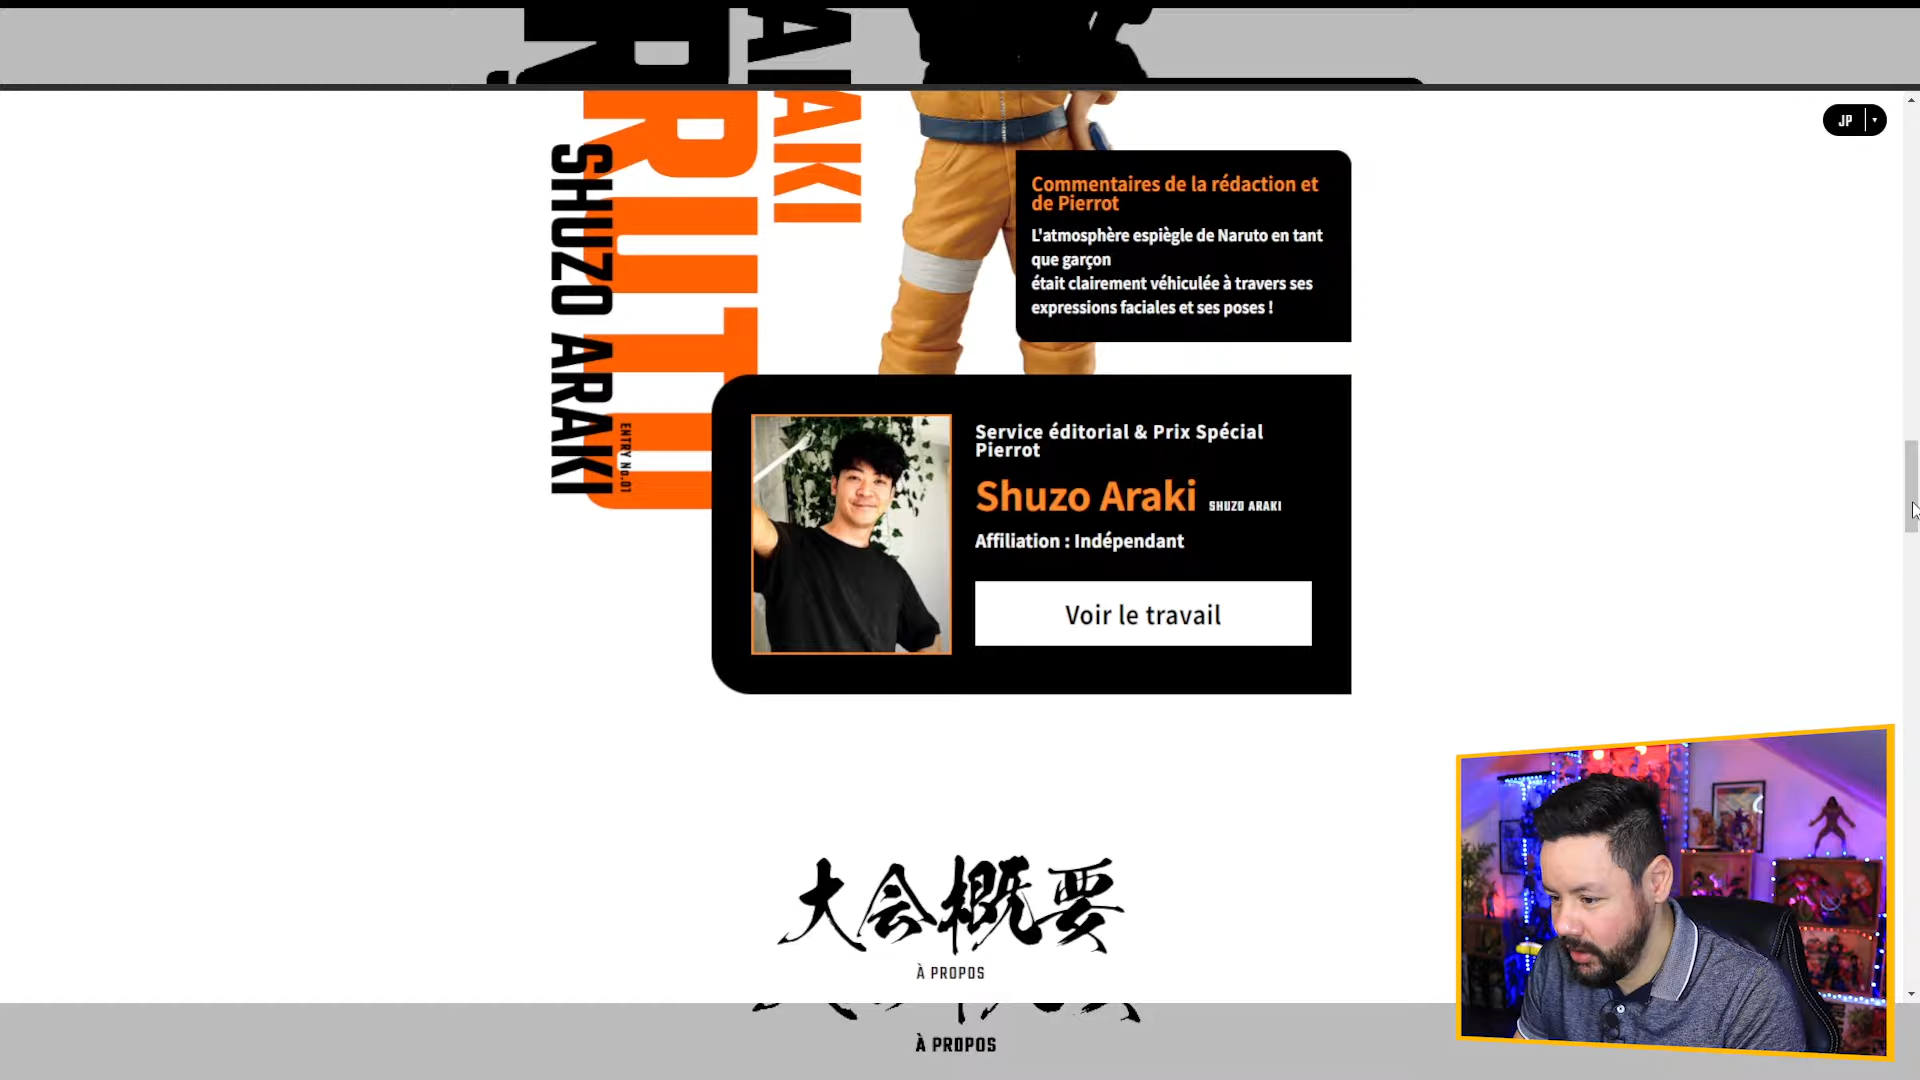 JP
ARAKI
SHUZO ARAKI
ENTRY No.01
Commentaires de la rédaction et
de Pierrot
L'atmosphère espiègle de Naruto en tant
que garçon
était clairement véhiculée à travers ses
expressions faciales et ses poses !
Service éditorial & Prix Spécial
Pierrot
Shuzo Araki SHUZO ARAKI
Affiliation : Indépendant
Voir le travail
大会概要
À PROPOS
À PROPOS